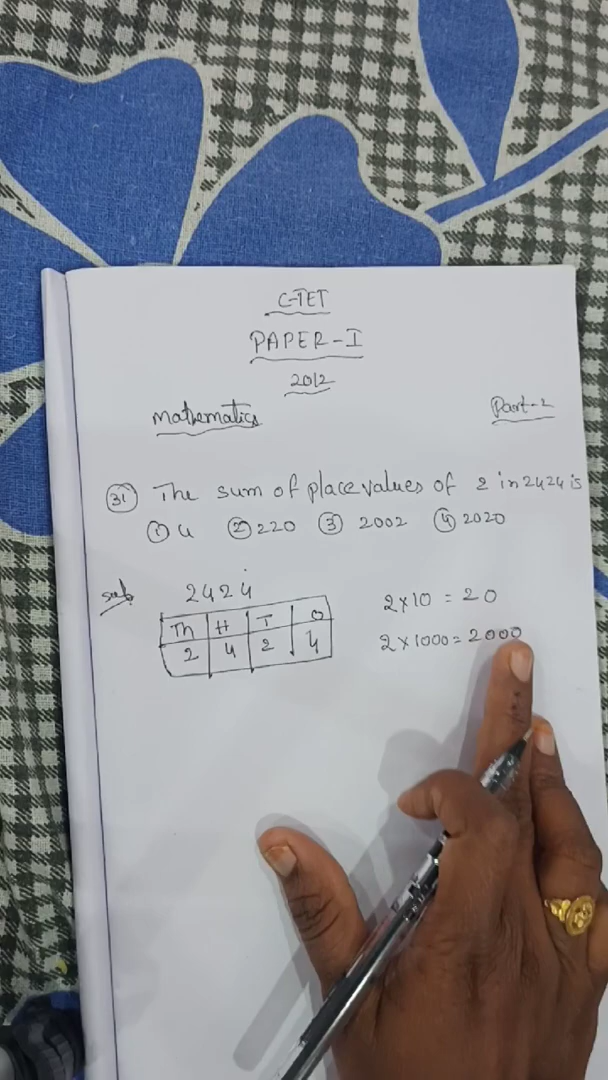 C-TET
PAPER-I
2012
Mathematics Part-2
31 The sum of place values of 2 in 2424 is
1 4 2 220 3 2002 4 2020
Sol:
2424
Th H T O
2 4 2 4
2×10 = 20
2×1000=2000